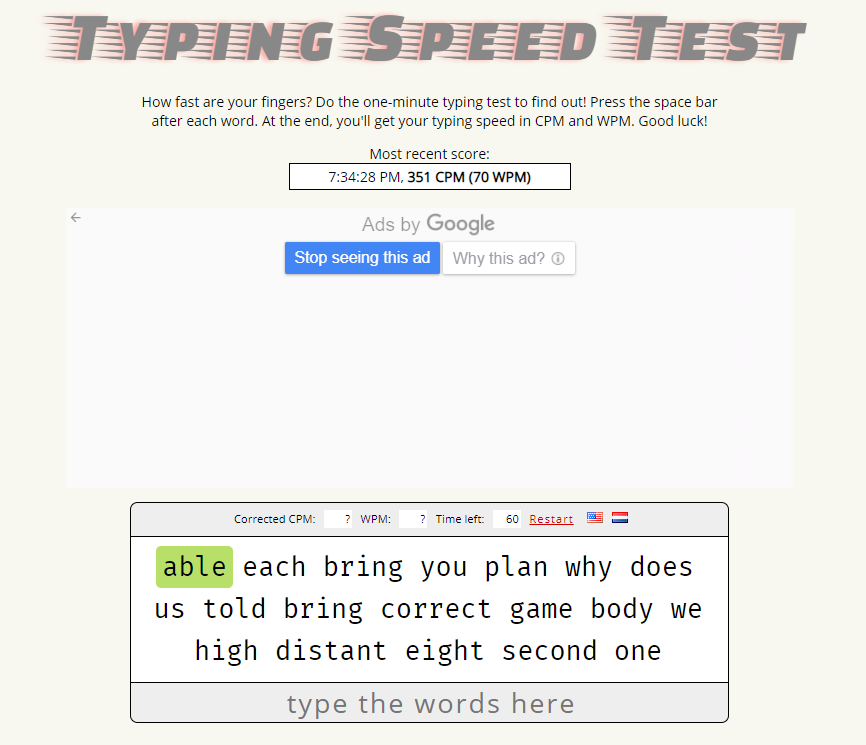 Typing Speed Test
How fast are your fingers? Do the one-minute typing test to find out! Press the space bar
after each word. At the end, you'll get your typing speed in CPM and WPM. Good luck!
Most recent score:
7:34:28 PM, 351 CPM (70 WPM)
Ads by Google
Stop seeing this ad Why this ad?
Corrected CPM: ? WPM: ? Time left: 60 Restart
able each bring you plan why does
us told bring correct game body we
high distant eight second one
type the words here